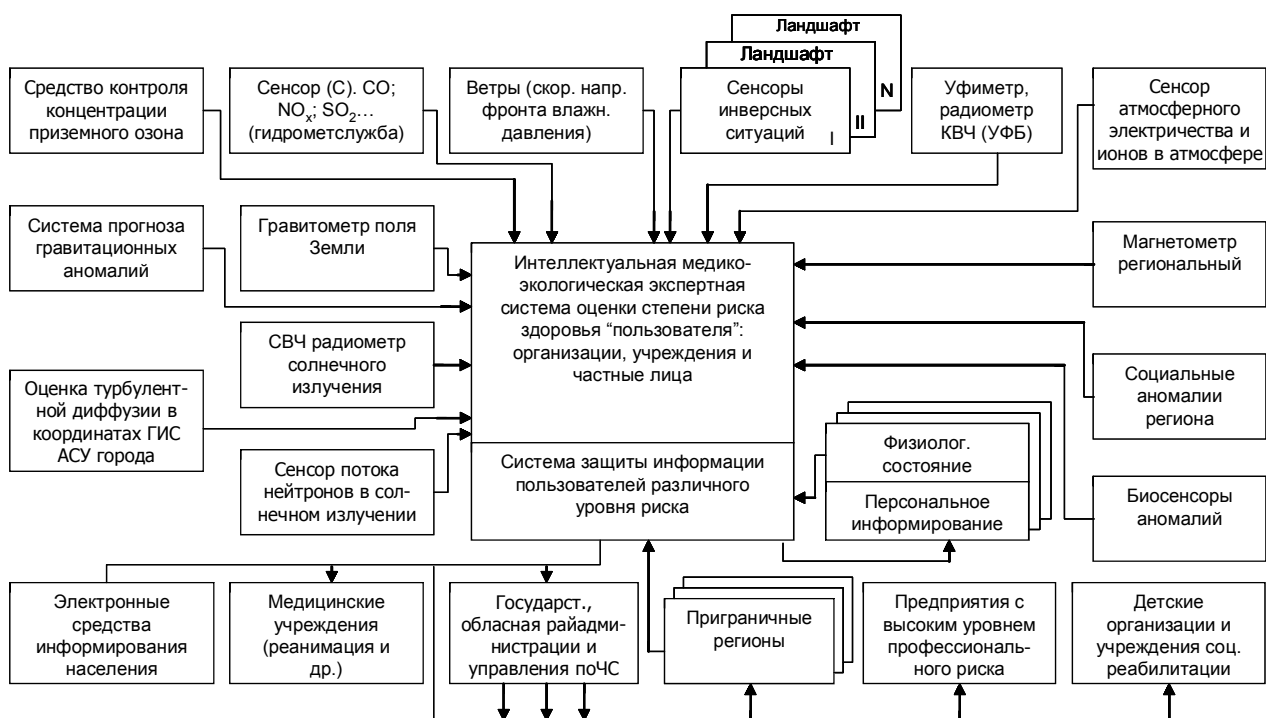 Ландшафт
Ландшафт
N
II
Средство контроля
концентрации
приземного озона
Сенсор (С). СО;
NOx; SO2…
(гидрометслужба)
Ветры (скор. напр.
фронта влажн.
давления)
Сенсоры
инверсных
ситуаций
I
Уфиметр,
радиометр
КВЧ (УФБ)
Сенсор
атмосферного
электричества и
ионов в атмосфере
Система прогноза
гравитационных
аномалий
Гравитометр поля
Земли
Интеллектуальная медико-
экологическая экспертная
система оценки степени риска
здоровья “пользователя”:
организации, учреждения и
частные лица
Магнетометр
региональный
СВЧ радиометр
солнечного
излучения
Социальные
аномалии
региона
Оценка турбулент-
тной диффузии в
координатах ГИС
АСУ города
Сенсор потока
нейтронов в сол-
нечном излучении
Система защиты информации
пользователей различного
уровня риска
Физиолог.
состояние
Персональное
информирование
Биосенсоры
аномалий
Электронные
средства
информирования
населения
Медицинские
учреждения
(реанимация и
др.)
Государст.,
обласная райадми-
нистрации и
управления поЧС
Приграничные
регионы
Предприятия с
высоким уровнем
профессиональ-
ного риска
Детские
организации и
учреждения соц.
реабилитации